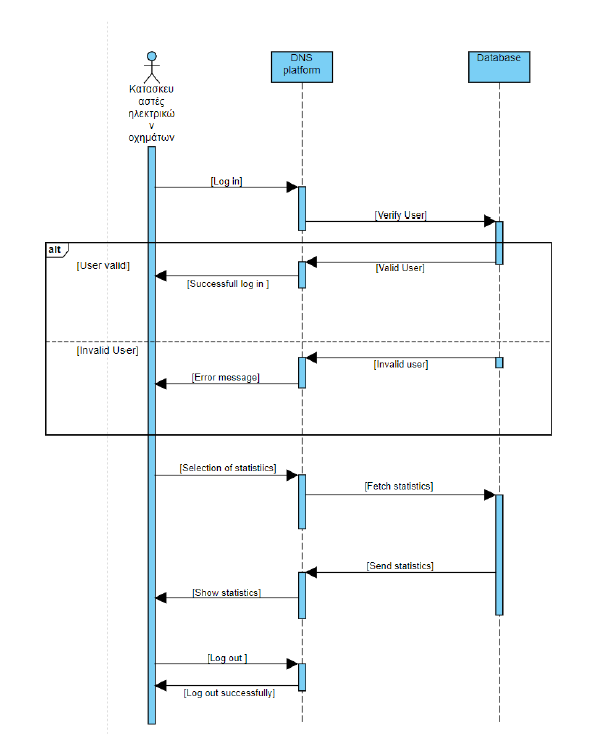 DNS
platform
Database
Κατασκευ
αστές
ηλεκτρικώ
ν
οχημάτων
[Log in]
[Verify User]
alt
[User valid]
[Valid User]
[Successfull log in ]
[Invalid User]
[Invalid user]
[Error message]
[Selection of statistiics]
[Fetch statistics]
[Send statistics]
[Show statistics]
[Log out ]
[Log out successfully]